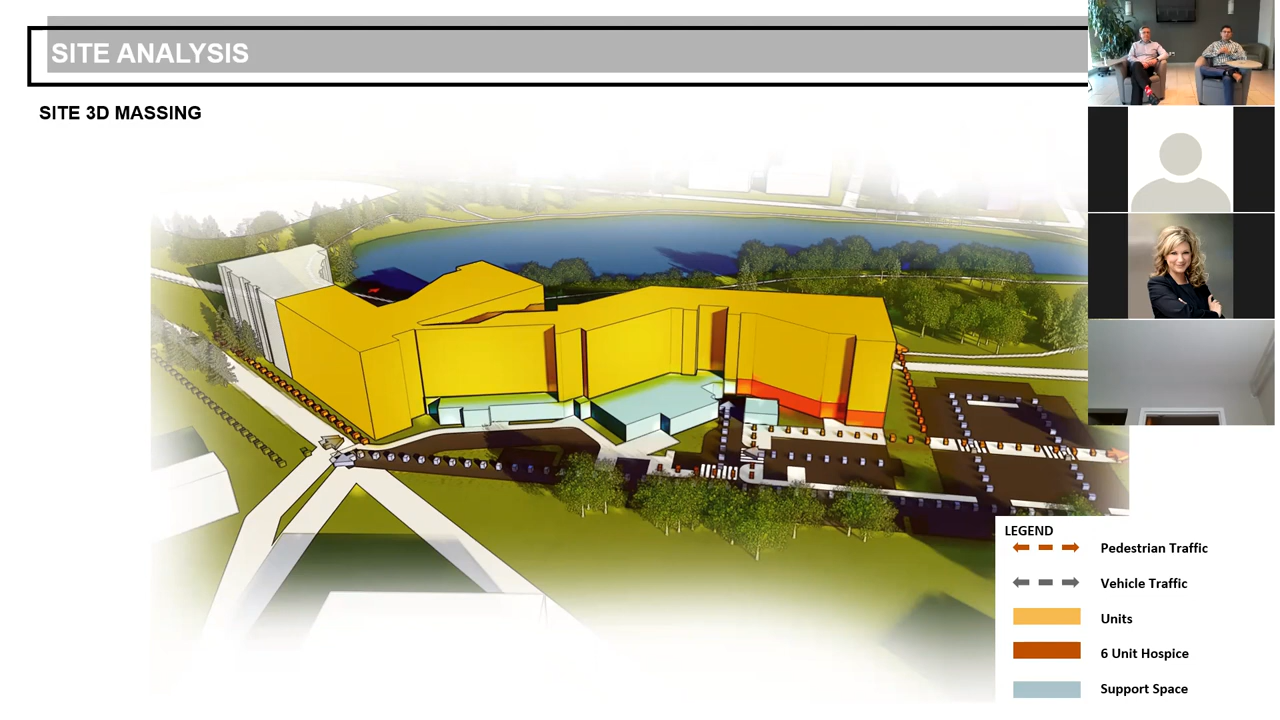 SITE ANALYSIS
SITE 3D MASSING
LEGEND
Pedestrian Traffic
Vehicle Traffic
Units
6 Unit Hospice
Support Space